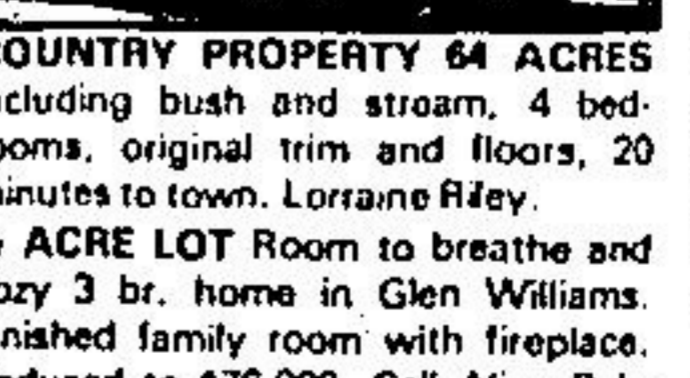 OUNTRY PROPERTY 64 ACRES
cluding bush and stream, 4 bed-
ooms, original trim and floors, 20
inutes to town. Lorraine Riley.
ACRE LOT Room to breathe and
ozy 3 br. home in Glen Williams.
nished family room with fireplace.